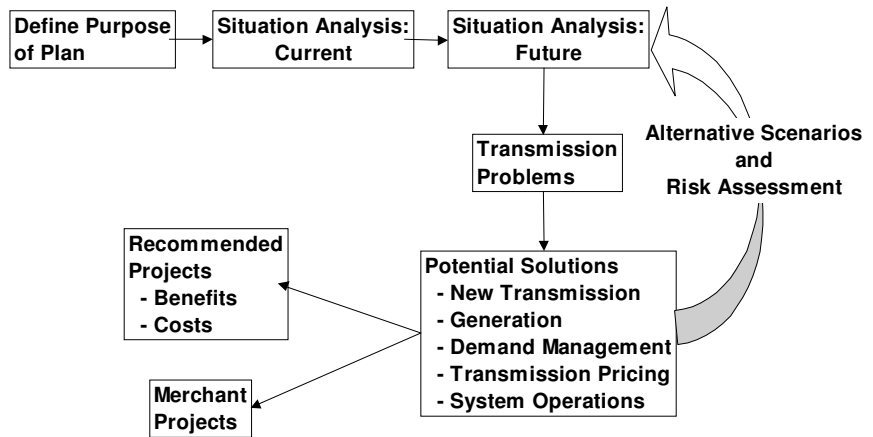 Define Purpose
of Plan
Situation Analysis:
Current
Situation Analysis:
Future
Alternative Scenarios
and
Risk Assessment
Transmission
Problems
Recommended
Projects
- Benefits
- Costs
Potential Solutions
- New Transmission
- Generation
- Demand Management
- Transmission Pricing
- System Operations
Merchant
Projects